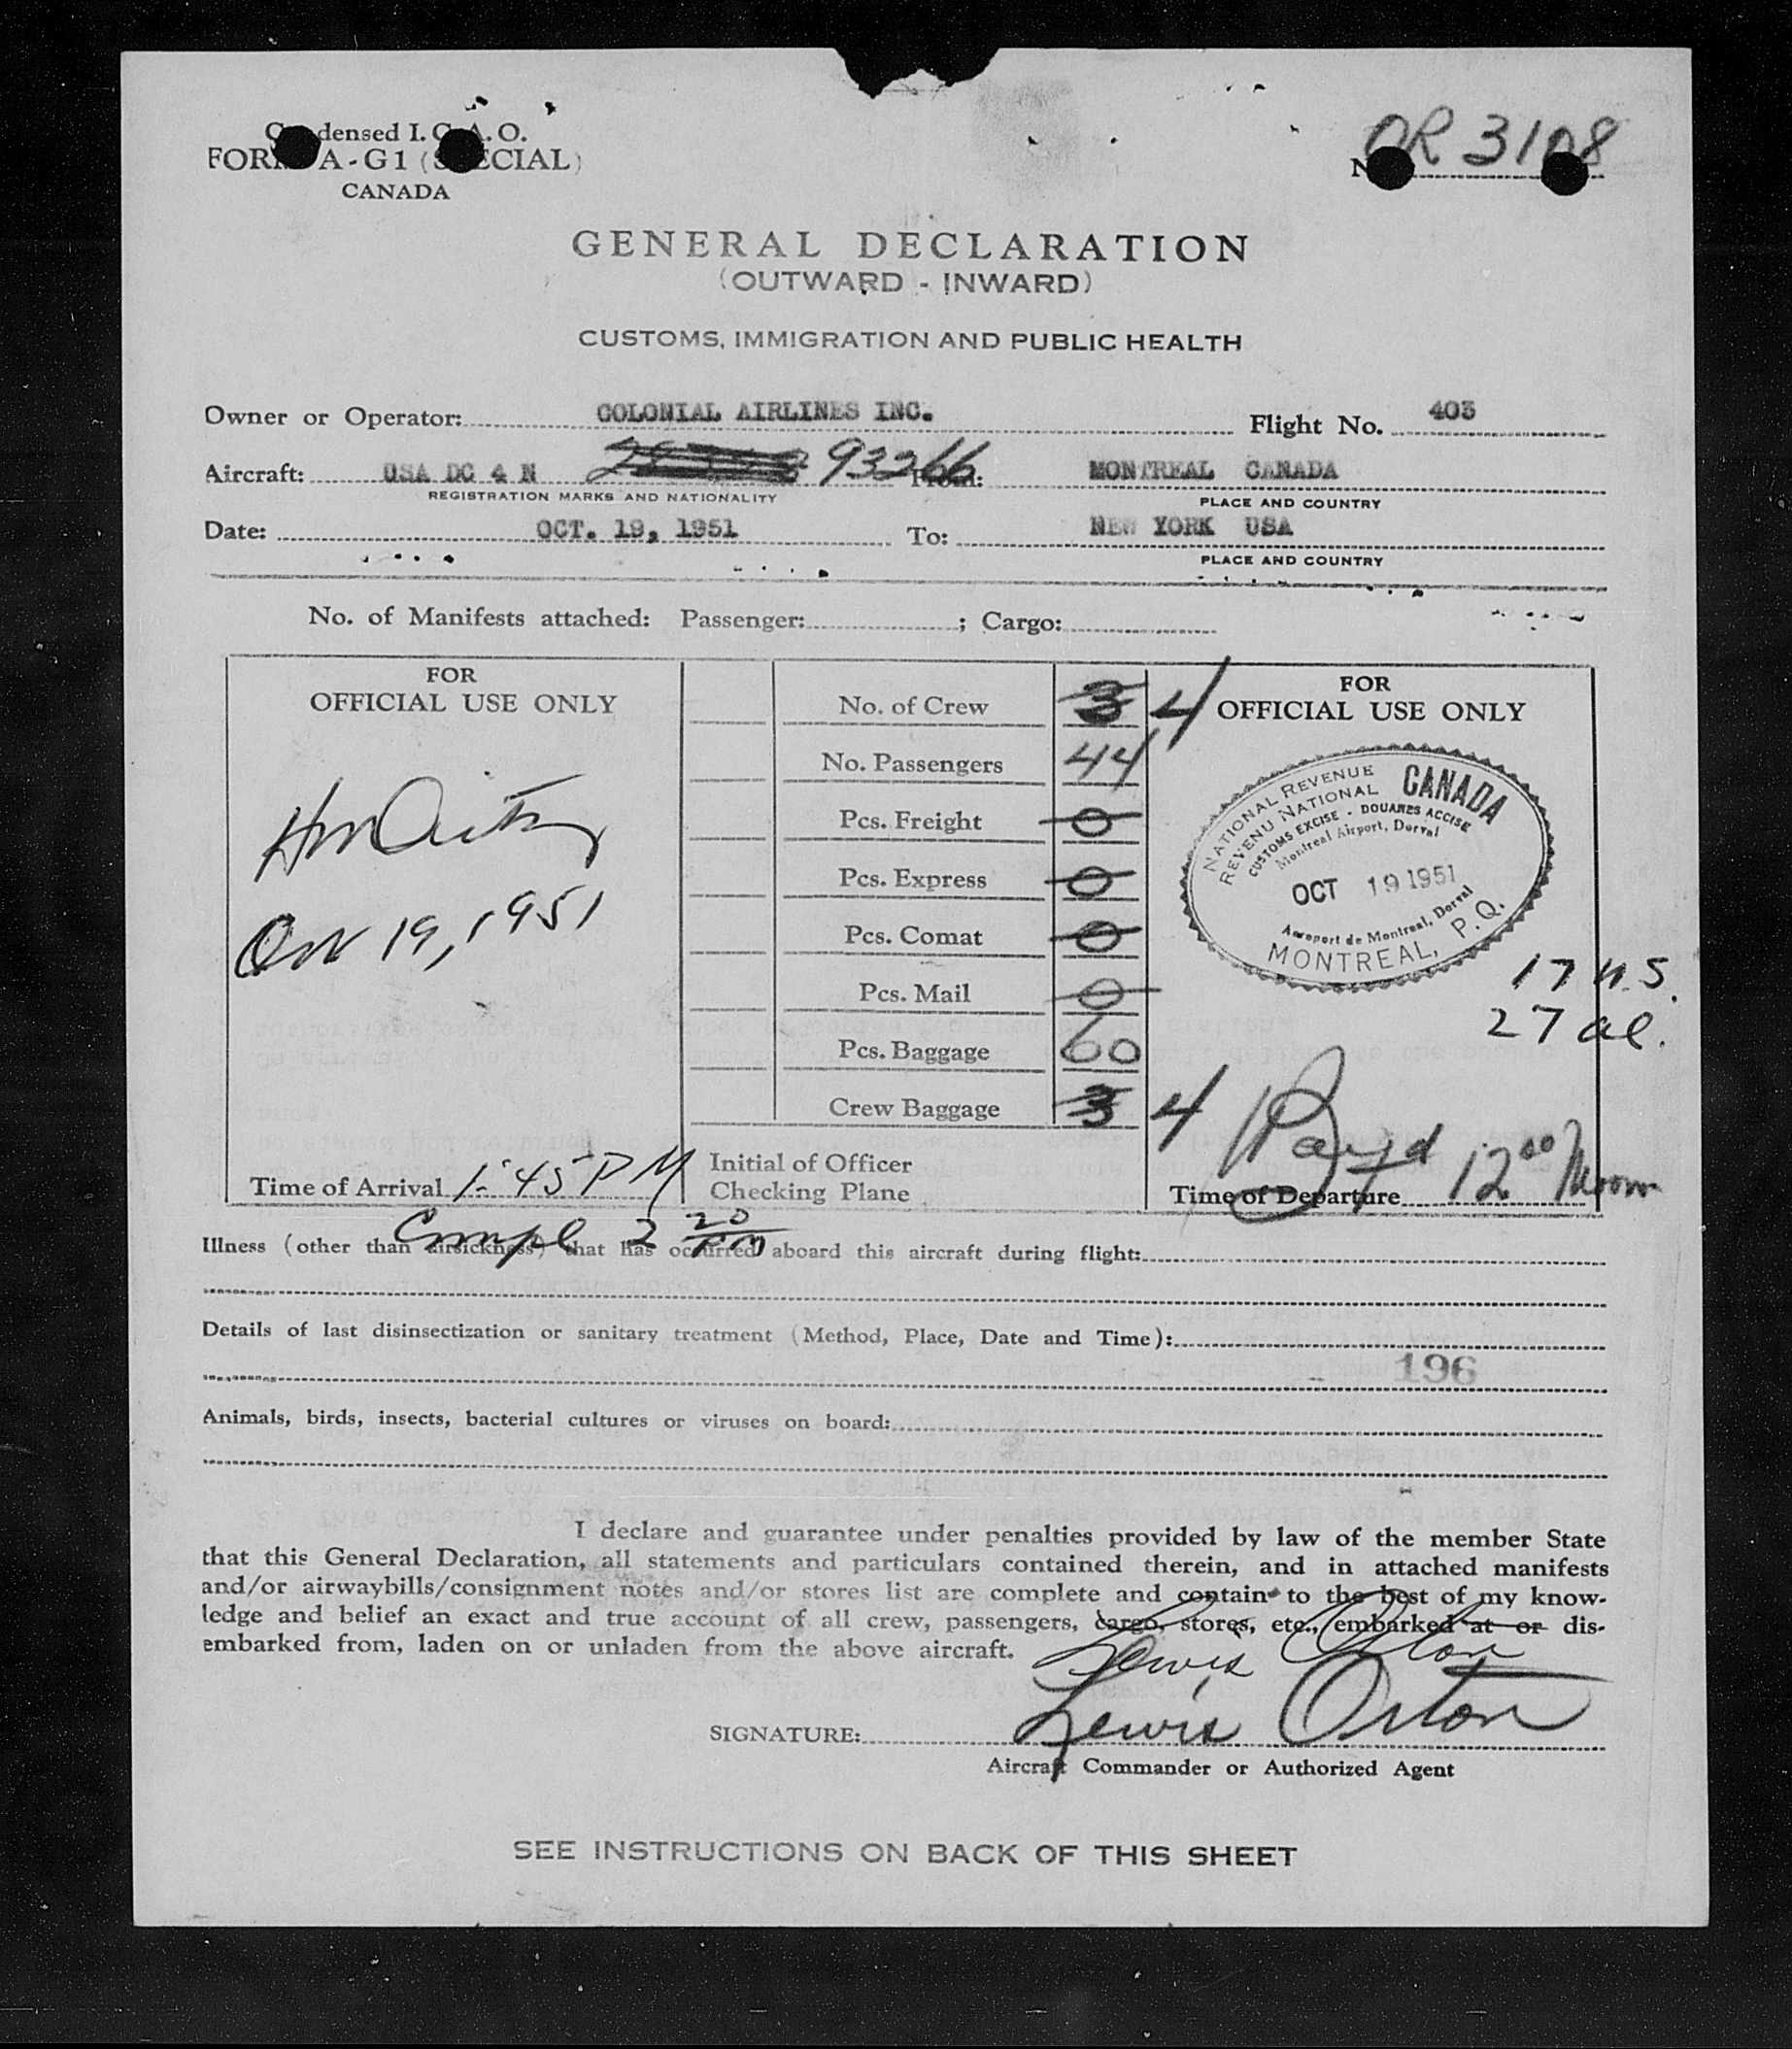 Condensed I.C.A.O.
FORM A-G1 (SPECIAL)
CANADA
No. OR 3108
GENERAL DECLARATION
(OUTWARD - INWARD)
CUSTOMS, IMMIGRATION AND PUBLIC HEALTH
Owner or Operator: COLONIAL AIRLINES INC. Flight No. 403
Aircraft: USA DC 4 N 93266 From: MONTREAL CANADA
REGISTRATION MARKS AND NATIONALITY PLACE AND COUNTRY
Date: OCT. 19, 1951 To: NEW YORK USA
PLACE AND COUNTRY
No. of Manifests attached: Passenger: ; Cargo:
FOR
OFFICIAL USE ONLY
Oct 19, 1951
Time of Arrival 1:45 PM
Compl 2 20 PM
No. of Crew 3 4
No. Passengers 44
Pcs. Freight 0
Pcs. Express 0
Pcs. Comat 0
Pcs. Mail 0
Pcs. Baggage 60
Crew Baggage 3 4
Initial of Officer
Checking Plane
FOR
OFFICIAL USE ONLY
NATIONAL REVENUE
REVENU NATIONAL
CANADA
CUSTOMS EXCISE - DOUANES ACCISE
Montreal Airport, Dorval
OCT 19 1951
Aeroport de Montreal, Dorval
MONTREAL, P.Q.
17 U.S.
27 al.
Time of Departure 12 00 Noon
Illness (other than airsickness) that has occurred aboard this aircraft during flight:
Details of last disinsectization or sanitary treatment (Method, Place, Date and Time):
196
Animals, birds, insects, bacterial cultures or viruses on board:
I declare and guarantee under penalties provided by law of the member State
that this General Declaration, all statements and particulars contained therein, and in attached manifests
and/or airwaybills/consignment notes and/or stores list are complete and contain to the best of my know-
ledge and belief an exact and true account of all crew, passengers, cargo, stores, etc., embarked at or dis-
embarked from, laden on or unladen from the above aircraft.
Lewis Orton
SIGNATURE: Lewis Orton
Aircraft Commander or Authorized Agent
SEE INSTRUCTIONS ON BACK OF THIS SHEET